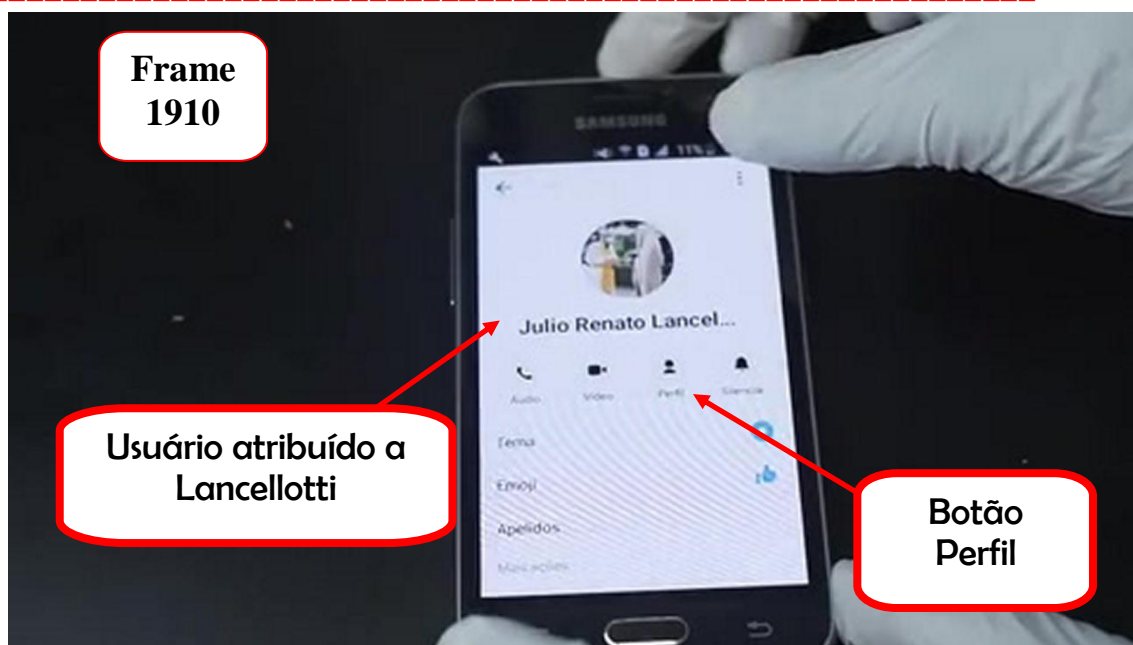 Frame
1910
SAMSUNG
11%
Julio Renato Lancel...
Áudio
Vídeo
Perfil
Silenciar
Tema
Emoji
Apelidos
Mais ações
Usuário atribuído a
Lancellotti
Botão
Perfil